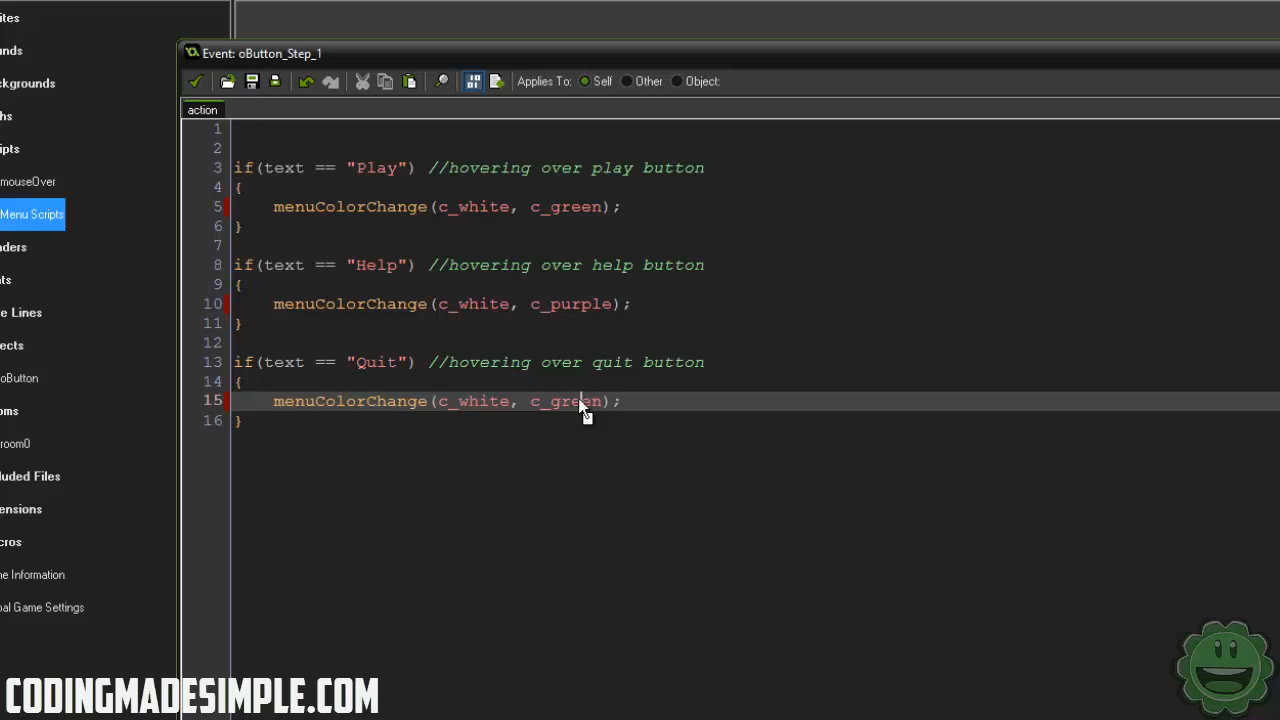 ites
Event: oButton_Step_1
unds
Applies To: Self Other Object:
ckgrounds
action
hs
1
2
ipts
3 if(text == "Play") //hovering over play button
mouseOver
4 {
Menu Scripts
5 menuColorChange(c_white, c_green);
6 }
aders
7
8 if(text == "Help") //hovering over help button
nts
9 {
e Lines
10 menuColorChange(c_white, c_purple);
11 }
ects
12
13 if(text == "Quit") //hovering over quit button
oButton
14 {
oms
15 menuColorChange(c_white, c_green);
16 }
room0
luded Files
ensions
cros
ne Information
bal Game Settings
CODINGMADESIMPLE.COM